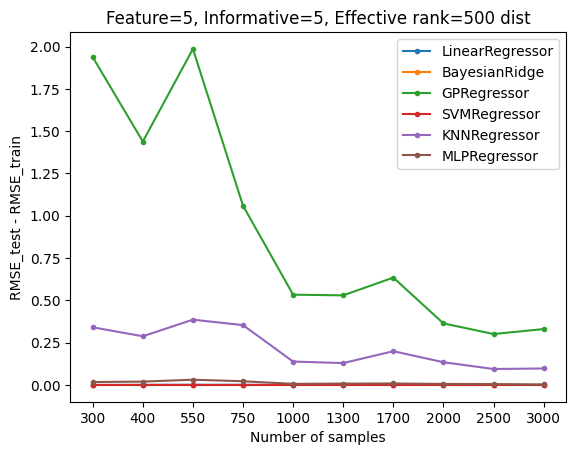 Feature=5, Informative=5, Effective rank=500 dist
LinearRegressor
BayesianRidge
GPRegressor
SVMRegressor
KNNRegressor
MLPRegressor
RMSE_test - RMSE_train
2.00
1.75
1.50
1.25
1.00
0.75
0.50
0.25
0.00
300 400 550 750 1000 1300 1700 2000 2500 3000
Number of samples